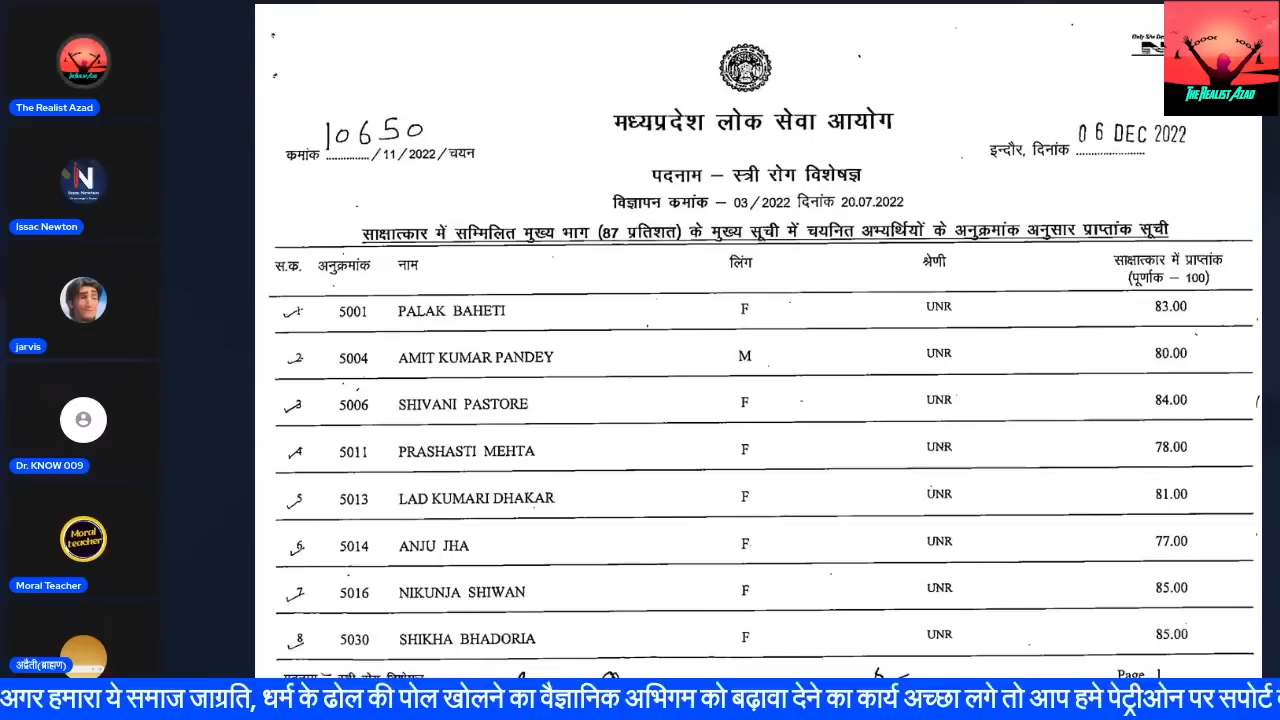 The Realist Azad
Issac Newton
jarvis
Dr. KNOW 009
Moral teacher
Moral Teacher
अद्वैती(ब्राह्मण)
THE REALIST AZAD
मध्यप्रदेश लोक सेवा आयोग
कमांक 10650 /11/2022/चयन
इन्दौर, दिनांक 06 DEC 2022
पदनाम – स्त्री रोग विशेषज्ञ
विज्ञापन कमांक – 03/2022 दिनांक 20.07.2022
साक्षात्कार में सम्मिलित मुख्य भाग (87 प्रतिशत) के मुख्य सूची में चयनित अभ्यर्थियों के अनुक्रमांक अनुसार प्राप्तांक सूची
स.क. अनुक्रमांक नाम लिंग श्रेणी साक्षात्कार में प्राप्तांक
(पूर्णाक – 100)
1 5001 PALAK BAHETI F UNR 83.00
2 5004 AMIT KUMAR PANDEY M UNR 80.00
3 5006 SHIVANI PASTORE F UNR 84.00
4 5011 PRASHASTI MEHTA F UNR 78.00
5 5013 LAD KUMARI DHAKAR F UNR 81.00
6 5014 ANJU JHA F UNR 77.00
7 5016 NIKUNJA SHIWAN F UNR 85.00
8 5030 SHIKHA BHADORIA F UNR 85.00
Page 1
अगर हमारा ये समाज जाग्रति, धर्म के ढोल की पोल खोलने का वैज्ञानिक अभिगम को बढ़ावा देने का कार्य अच्छा लगे तो आप हमे पेट्रीओन पर सपोर्ट